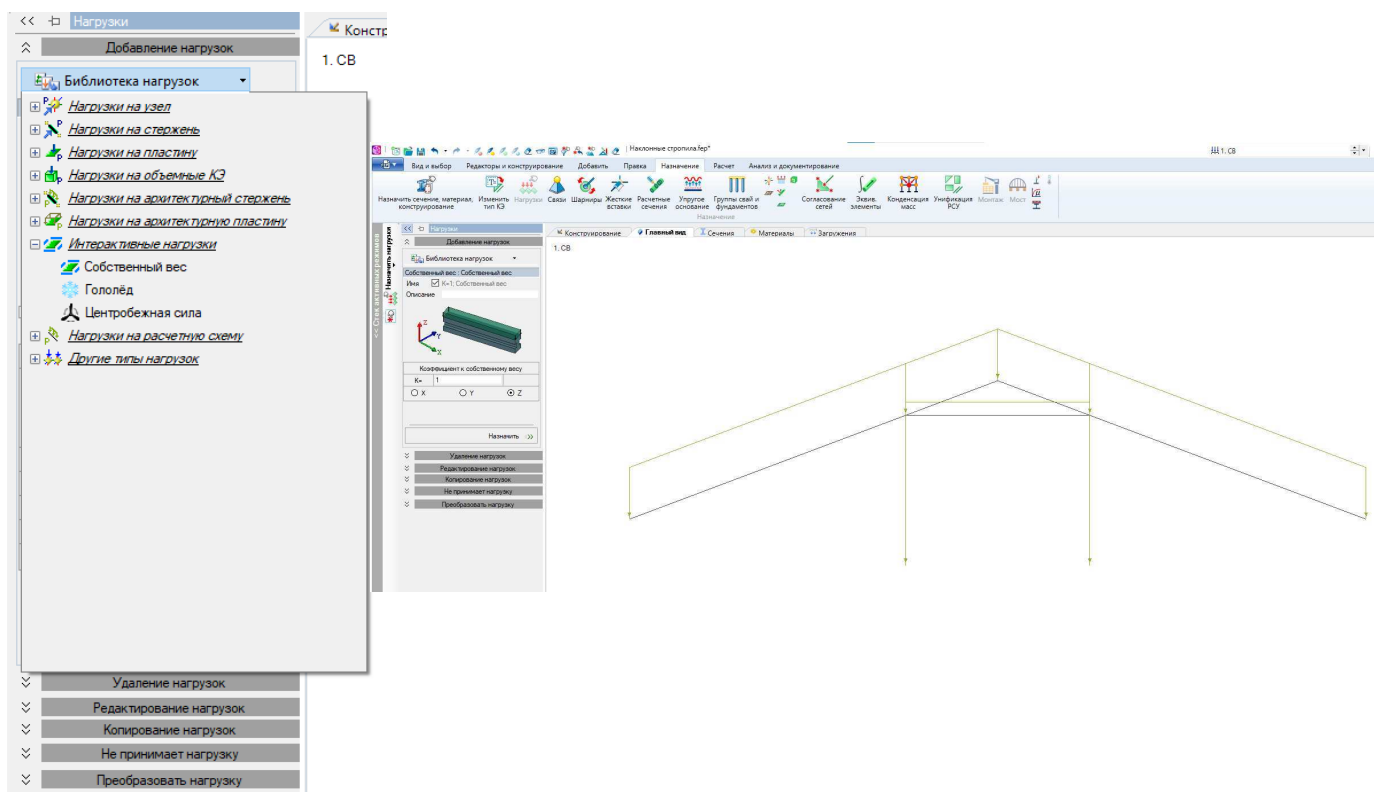 << Нагрузки
Добавление нагрузок
Библиотека нагрузок
Нагрузки на узел
Нагрузки на стержень
Нагрузки на пластину
Нагрузки на объемные КЭ
Нагрузки на архитектурный стержень
Нагрузки на архитектурную пластину
Интерактивные нагрузки
Собственный вес
Гололёд
Центробежная сила
Нагрузки на расчетную схему
Другие типы нагрузок
Удаление нагрузок
Редактирование нагрузок
Копирование нагрузок
Не принимает нагрузку
Преобразовать нагрузку
Констр
1. СВ
Наклонные стропила.fep*
1. СВ
Вид и выбор Редакторы и конструирование Добавить Правка Назначение Расчет Анализ и документирование
Назначить сечение, материал, конструирование
Изменить тип КЭ
Нагрузки
Связи
Шарниры
Жесткие вставки
Расчетные сечения
Упругое основание
Группы свай и фундаментов
Согласование сетей
Эквив. элементы
Конденсация масс
Унификация РСУ
Монтаж
Мост
Назначение
<< Стек активных режимов
Назначить нагрузки
<< Нагрузки
Добавление нагрузок
Библиотека нагрузок
Собственный вес : Собственный вес
Имя K=1; Собственный вес
Описание
Z
Y
X
Коэффициент к собственному весу
K= 1
X Y Z
Назначить >>
Удаление нагрузок
Редактирование нагрузок
Копирование нагрузок
Не принимает нагрузку
Преобразовать нагрузку
Конструирование Главный вид Сечения Материалы Загружения
1. СВ